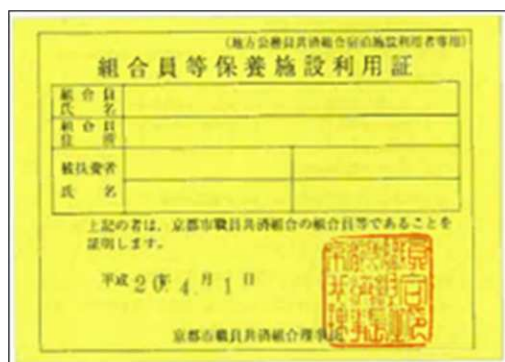 (地方公務員共済組合宿泊施設利用者専用)
組合員等保養施設利用証
組合員
氏名
組合員
住所
被扶養者
氏名
上記の者は、京都市職員共済組合の組合員等であることを
証明します。
平成 20年 4月 1日
京都市職員共済組合理事長